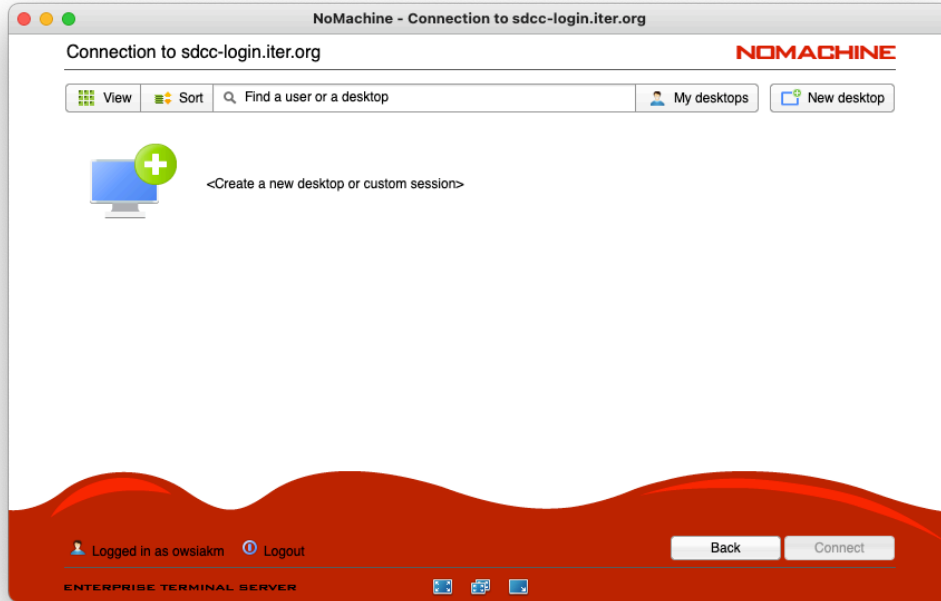 NoMachine - Connection to sdcc-login.iter.org
Connection to sdcc-login.iter.org
NOMACHINE
View
Sort
Find a user or a desktop
My desktops
New desktop
<Create a new desktop or custom session>
Logged in as owsiakm
Logout
Back
Connect
ENTERPRISE TERMINAL SERVER